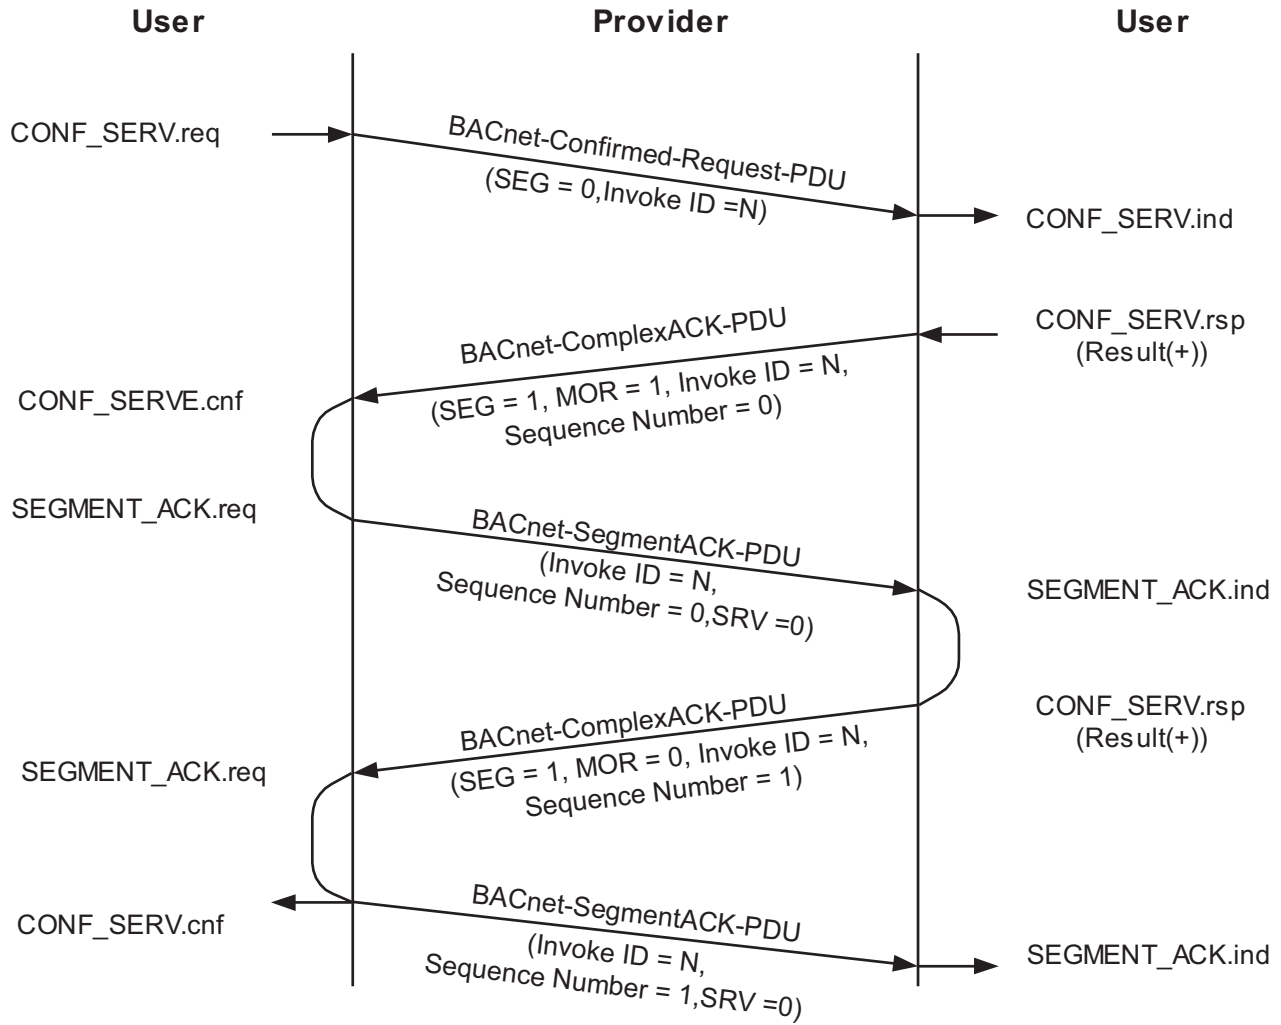 User
Provider
User
CONF_SERV.req
BACnet-Confirmed-Request-PDU
(SEG = 0,Invoke ID =N)
CONF_SERV.ind
BACnet-ComplexACK-PDU
(SEG = 1, MOR = 1, Invoke ID = N,
Sequence Number = 0)
CONF_SERV.rsp
(Result(+))
CONF_SERVE.cnf
SEGMENT_ACK.req
BACnet-SegmentACK-PDU
(Invoke ID = N,
Sequence Number = 0,SRV =0)
SEGMENT_ACK.ind
BACnet-ComplexACK-PDU
(SEG = 1, MOR = 0, Invoke ID = N,
Sequence Number = 1)
CONF_SERV.rsp
(Result(+))
SEGMENT_ACK.req
CONF_SERV.cnf
BACnet-SegmentACK-PDU
(Invoke ID = N,
Sequence Number = 1,SRV =0)
SEGMENT_ACK.ind